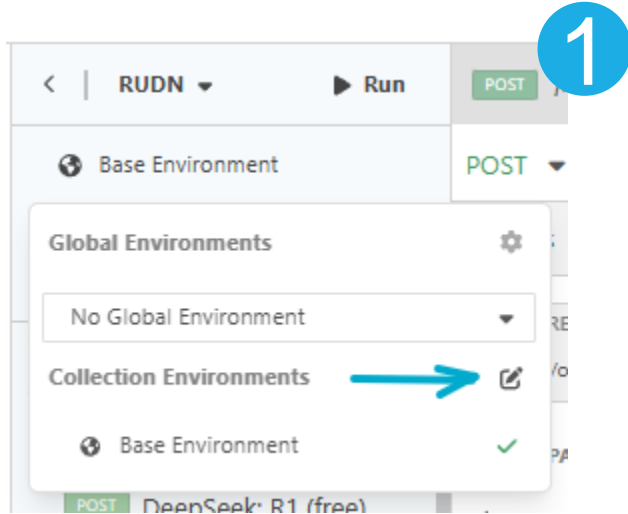 1
< | RUDN Run
POST
Base Environment
POST
Global Environments
No Global Environment
Collection Environments
Base Environment
POST DeepSeek: R1 (free)